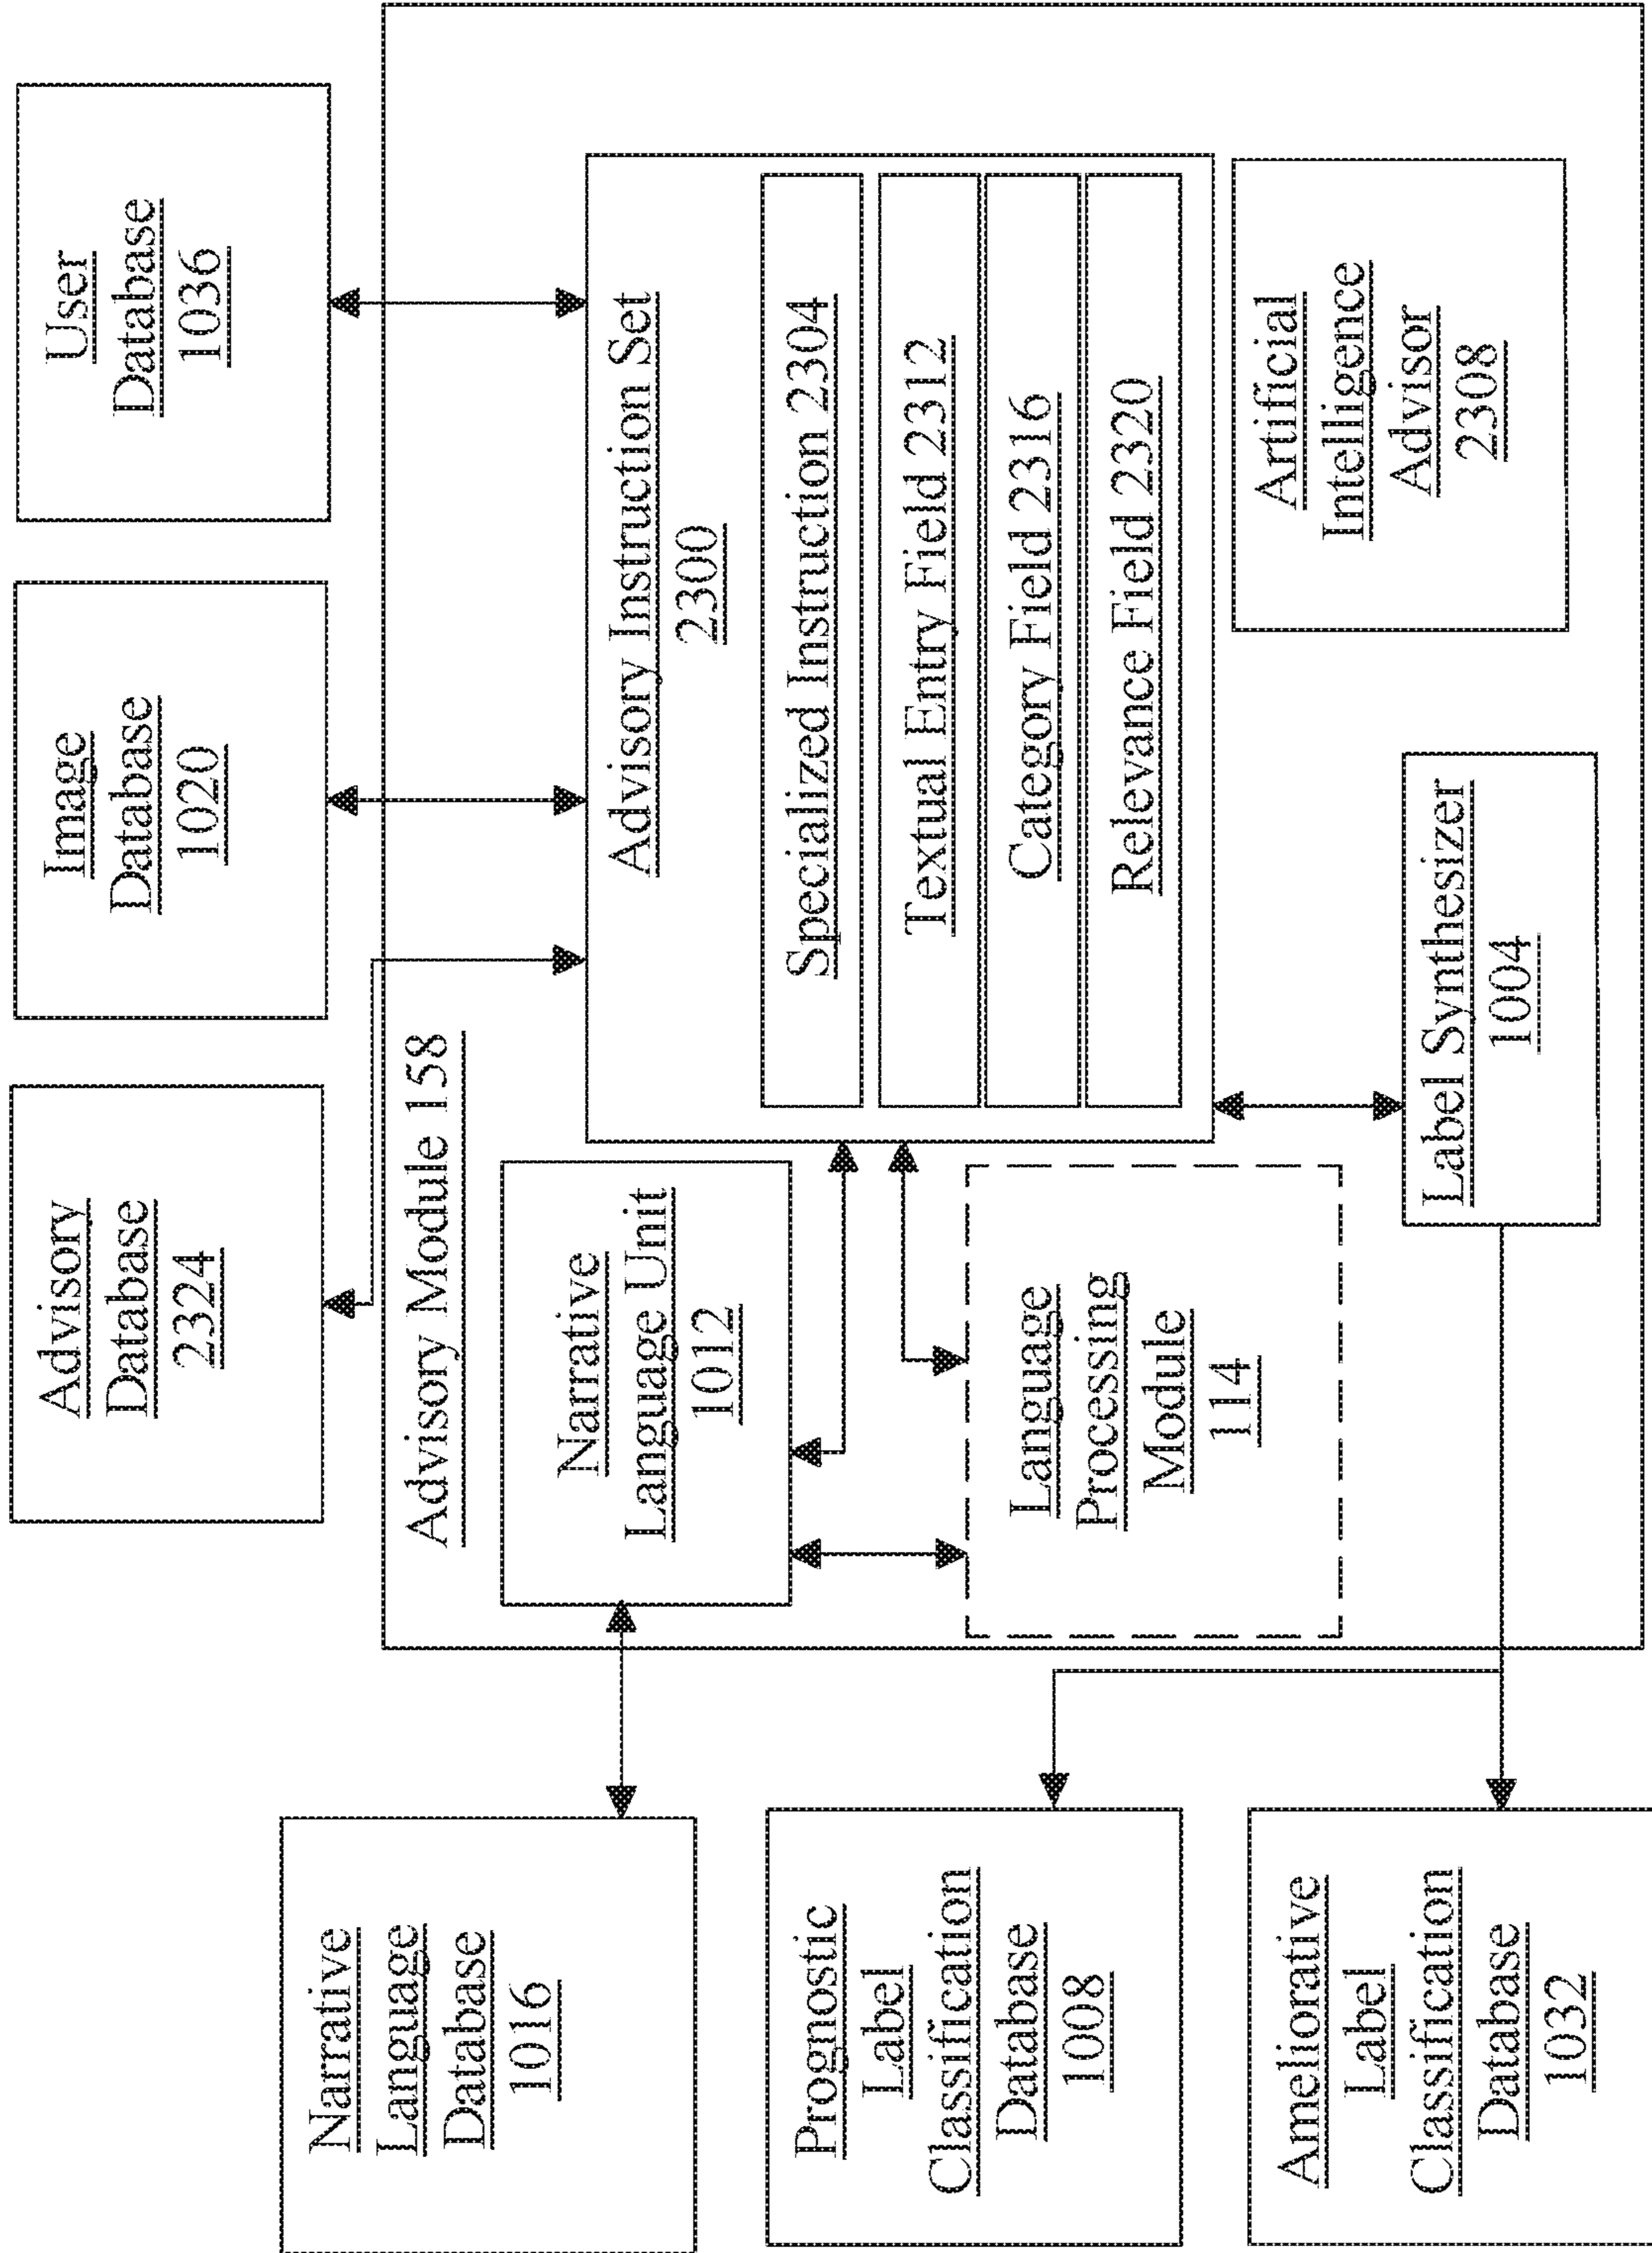 Advisory
Database
2324
Image
Database
1020
User
Database
1036
Advisory Module 158
Narrative
Language
Database
1016
Narrative
Language Unit
1012
Advisory Instruction Set
2300
Specialized Instruction 2304
Textual Entry Field 2312
Category Field 2316
Relevance Field 2320
Prognostic
Label
Classification
Database
1008
Language
Processing
Module
114
Ameliorative
Label
Classification
Database
1032
Label Synthesizer
1004
Artificial
Intelligence
Advisor
2308